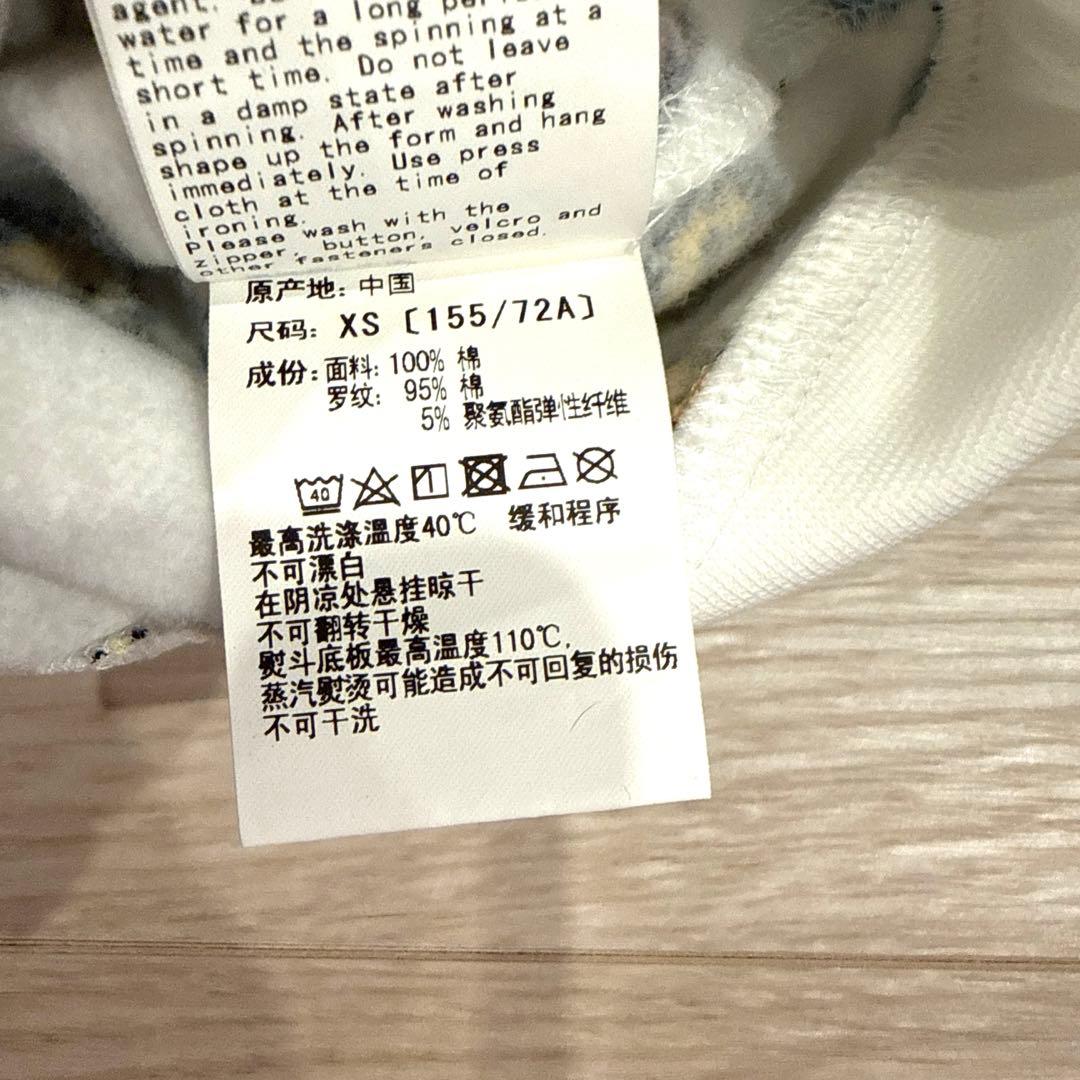 agent.
water for a long
time and the spinning at a
short time. Do not leave
in a damp state after
spinning. After washing
shape up the form and hang
immediately. Use press
cloth at the time of
ironing.
Please wash with the
zipper, button, velcro and
other fasteners closed.
原产地: 中国
尺码: XS [155/72A]
成份: 面料: 100% 棉
罗纹: 95% 棉
5% 聚氨酯弹性纤维
40
最高洗涤温度40℃ 缓和程序
不可漂白
在阴凉处悬挂晾干
不可翻转干燥
熨斗底板最高温度110℃,
蒸汽熨烫可能造成不可回复的损伤
不可干洗